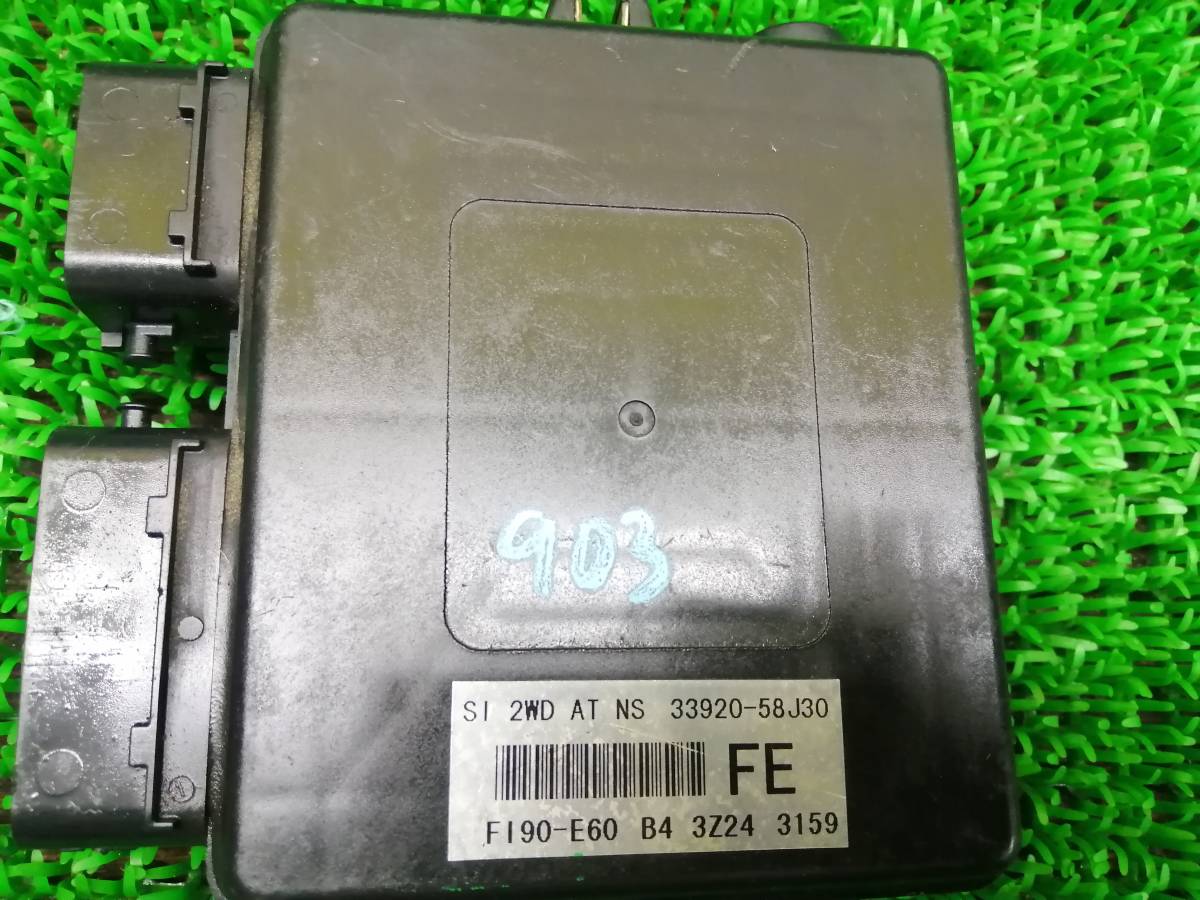 903
SI 2WD AT NS 33920-58J30
FE
FI90-E60 B4 3Z24 3159